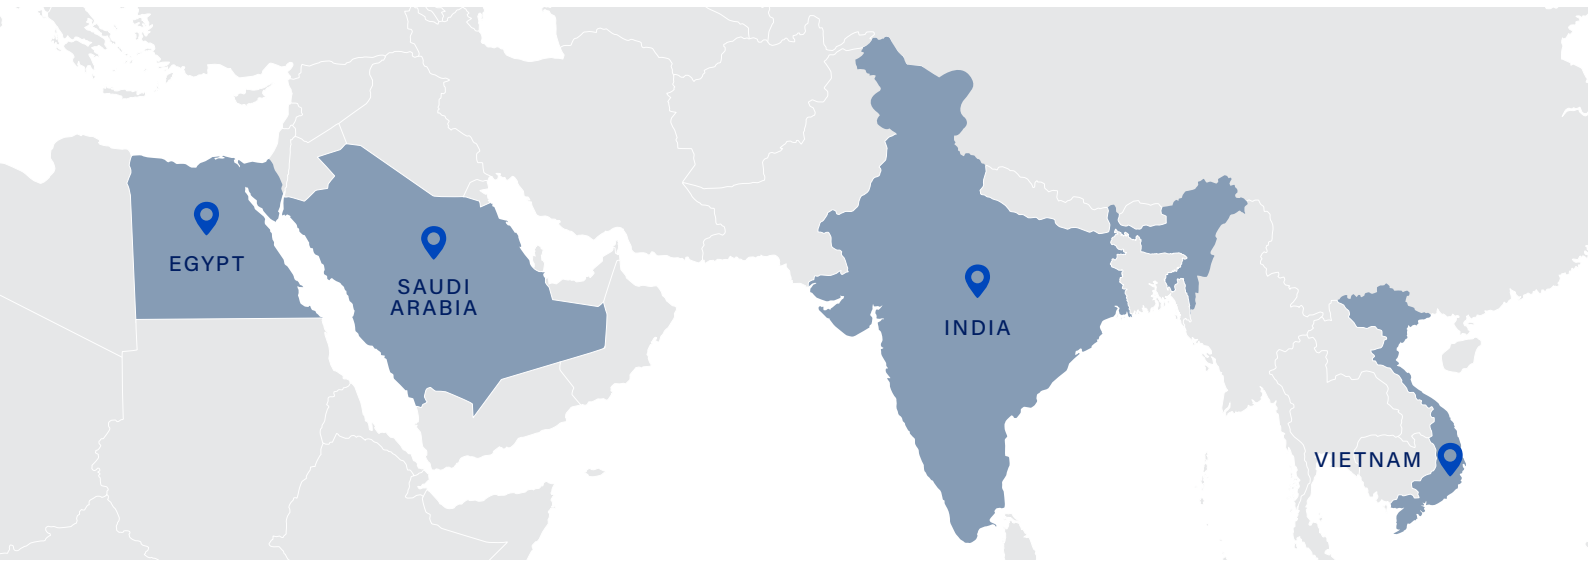 EGYPT
SAUDI
ARABIA
INDIA
VIETNAM